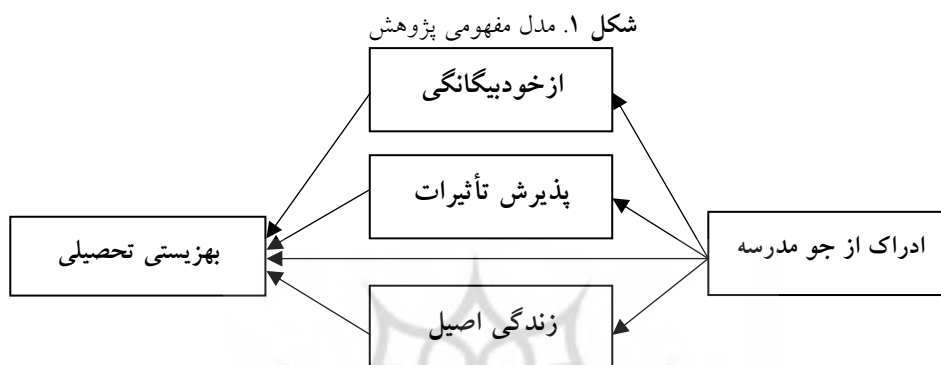 شکل ۱. مدل مفهومی پژوهش
ازخودبیگانگی
پذیرش تأثیرات
ادراک از جو مدرسه
بهزیستی تحصیلی
زندگی اصیل